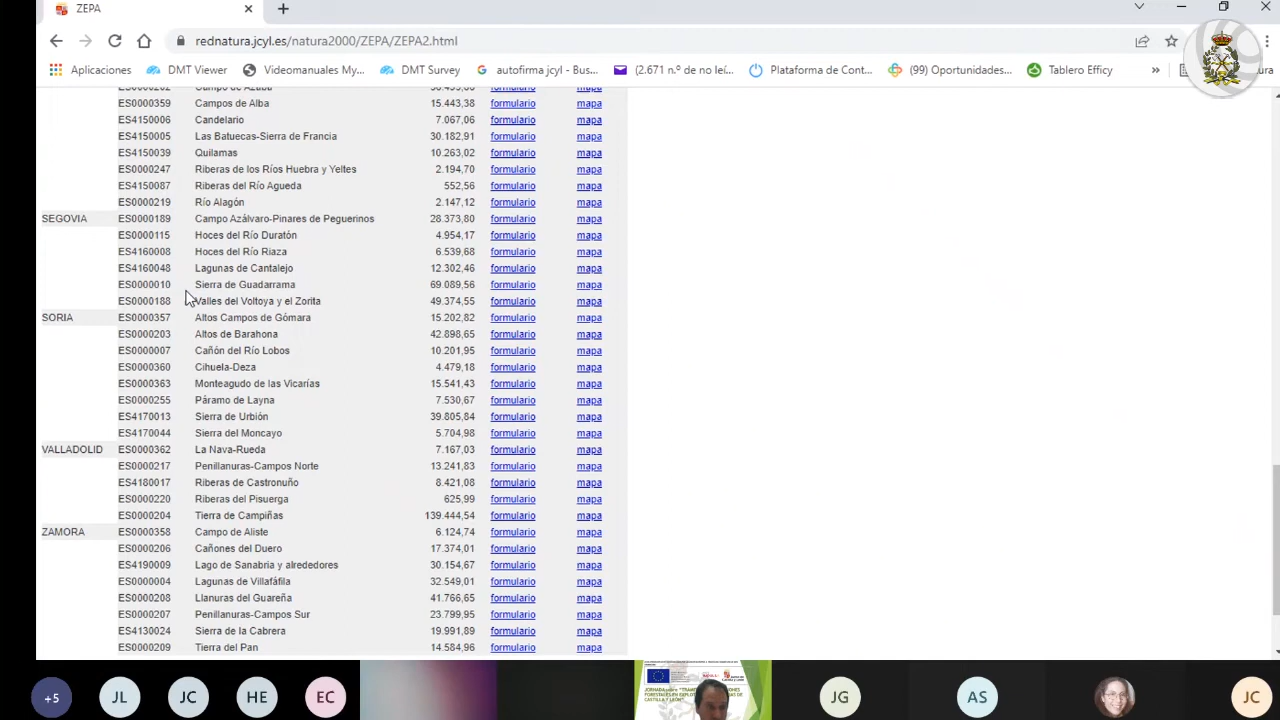 ZEPA
rednatura.jcyl.es/natura2000/ZEPA/ZEPA2.html
Aplicaciones DMT Viewer Videomanuales My... DMT Survey autofirma jcyl - Bus... (2.671 n.º de no leí... Plataforma de Cont... (99) Oportunidades... Tablero Efficy »
ES0000359 Campos de Alba 15.443,38 formulario mapa
ES4150006 Candelario 7.067,06 formulario mapa
ES4150005 Las Batuecas-Sierra de Francia 30.182,91 formulario mapa
ES4150039 Quilamas 10.263,02 formulario mapa
ES0000247 Riberas de los Ríos Huebra y Yeltes 2.194,70 formulario mapa
ES4150087 Riberas del Río Agueda 552,56 formulario mapa
ES0000219 Río Alagón 2.147,12 formulario mapa
SEGOVIA ES0000189 Campo Azálvaro-Pinares de Peguerinos 28.373,80 formulario mapa
ES0000115 Hoces del Río Duratón 4.954,17 formulario mapa
ES4160008 Hoces del Río Riaza 6.539,68 formulario mapa
ES4160048 Lagunas de Cantalejo 12.302,46 formulario mapa
ES0000010 Sierra de Guadarrama 69.089,56 formulario mapa
ES0000188 Valles del Voltoya y el Zorita 49.374,55 formulario mapa
SORIA ES0000357 Altos Campos de Gómara 15.202,82 formulario mapa
ES0000203 Altos de Barahona 42.898,65 formulario mapa
ES0000007 Cañón del Río Lobos 10.201,95 formulario mapa
ES0000360 Cihuela-Deza 4.479,18 formulario mapa
ES0000363 Monteagudo de las Vicarías 15.541,43 formulario mapa
ES0000255 Páramo de Layna 7.530,67 formulario mapa
ES4170013 Sierra de Urbión 39.805,84 formulario mapa
ES4170044 Sierra del Moncayo 5.704,98 formulario mapa
VALLADOLID ES0000362 La Nava-Rueda 7.167,03 formulario mapa
ES0000217 Penillanuras-Campos Norte 13.241,83 formulario mapa
ES4180017 Riberas de Castronuño 8.421,08 formulario mapa
ES0000220 Riberas del Pisuerga 625,99 formulario mapa
ES0000204 Tierra de Campiñas 139.444,54 formulario mapa
ZAMORA ES0000358 Campo de Aliste 6.124,74 formulario mapa
ES0000206 Cañones del Duero 17.374,01 formulario mapa
ES4190009 Lago de Sanabria y alrededores 30.154,67 formulario mapa
ES0000004 Lagunas de Villafáfila 32.549,01 formulario mapa
ES0000208 Llanuras del Guareña 41.766,65 formulario mapa
ES0000207 Penillanuras-Campos Sur 23.799,95 formulario mapa
ES4130024 Sierra de la Cabrera 19.991,89 formulario mapa
ES0000209 Tierra del Pan 14.584,96 formulario mapa
+5 JL JC HE EC JG AS JC